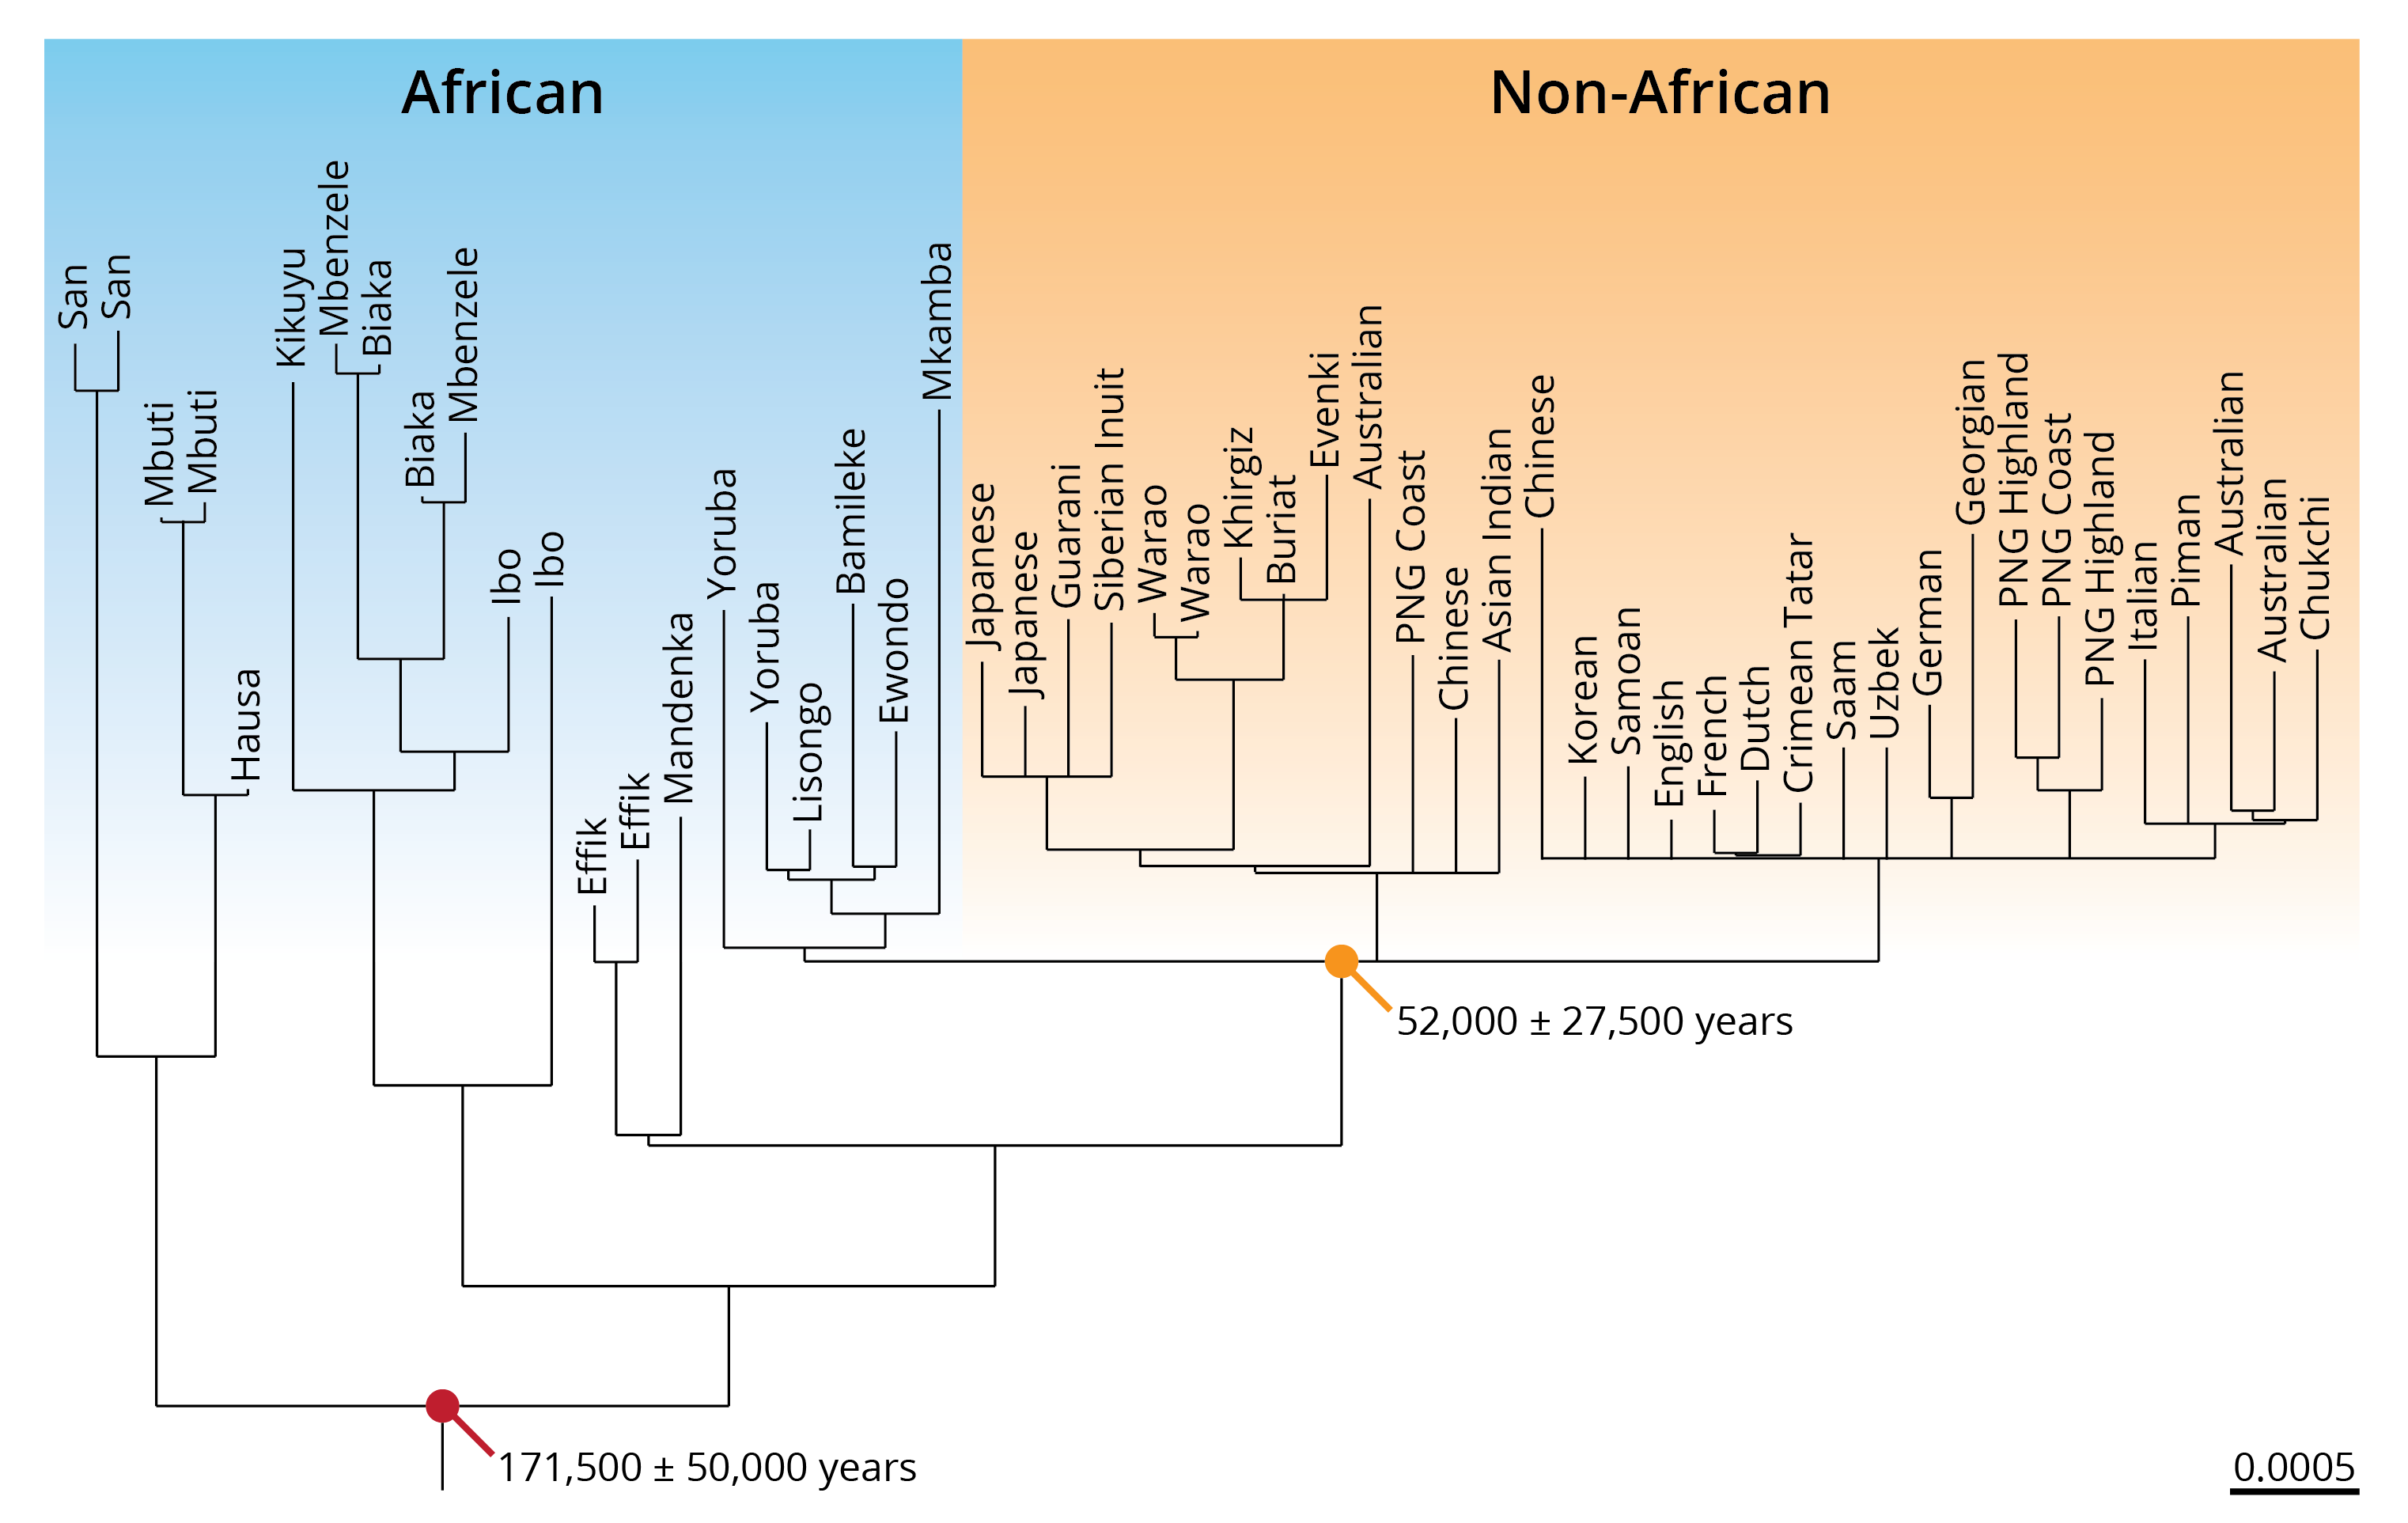 African
Non-African
San
San
Mbuti
Mbuti
Hausa
Kikuyu
Mbenzele
Biaka
Biaka
Mbenzele
Ibo
Ibo
Effik
Effik
Mandenka
Yoruba
Yoruba
Lisongo
Bamileke
Ewondo
Mkamba
Japanese
Japanese
Guarani
Siberian Inuit
Warao
Warao
Khirgiz
Buriat
Evenki
Australian
PNG Coast
Chinese
Asian Indian
Chinese
Korean
Samoan
English
French
Dutch
Crimean Tatar
Saam
Uzbek
German
Georgian
PNG Highland
PNG Coast
PNG Highland
Italian
Piman
Australian
Australian
Chukchi
52,000 ± 27,500 years
171,500 ± 50,000 years
0.0005